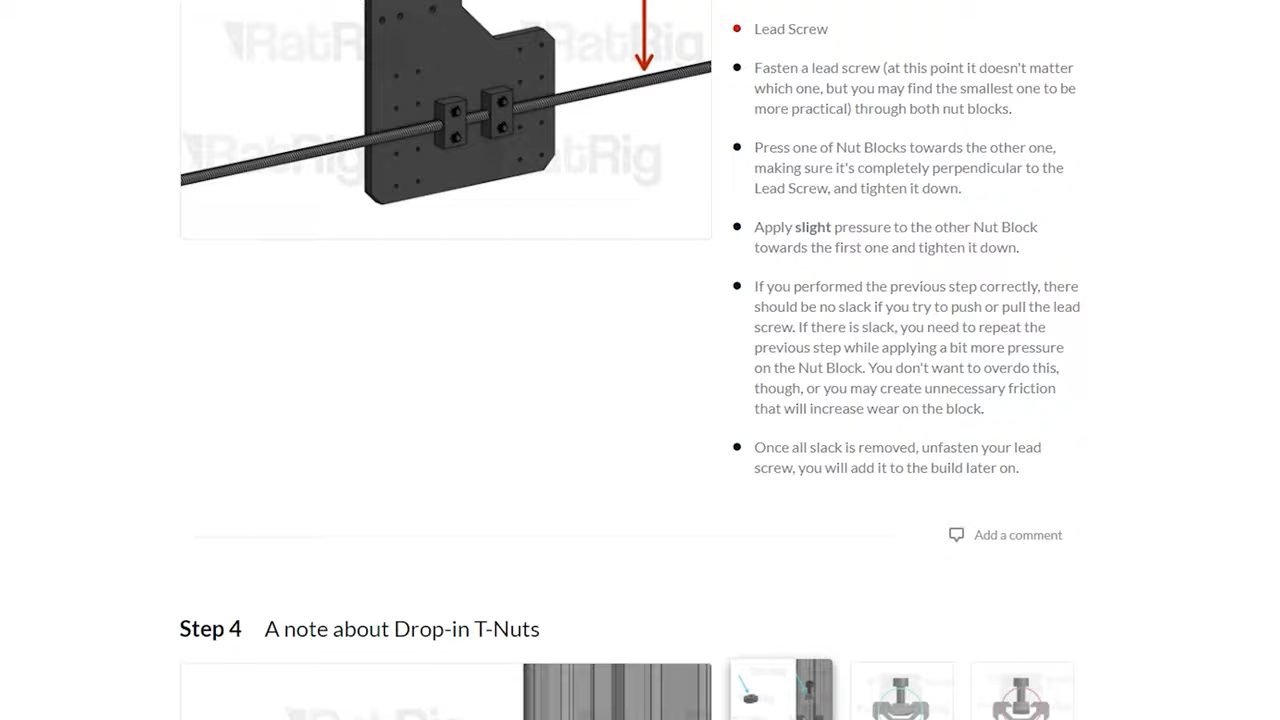 RatRig
RatRig
RatRig
Lead Screw
Fasten a lead screw (at this point it doesn't matter
which one, but you may find the smallest one to be
more practical) through both nut blocks.
Press one of Nut Blocks towards the other one,
making sure it's completely perpendicular to the
Lead Screw, and tighten it down.
Apply slight pressure to the other Nut Block
towards the first one and tighten it down.
If you performed the previous step correctly, there
should be no slack if you try to push or pull the lead
screw. If there is slack, you need to repeat the
previous step while applying a bit more pressure
on the Nut Block. You don't want to overdo this,
though, or you may create unnecessary friction
that will increase wear on the block.
Once all slack is removed, unfasten your lead
screw, you will add it to the build later on.
Add a comment
Step 4 A note about Drop-in T-Nuts